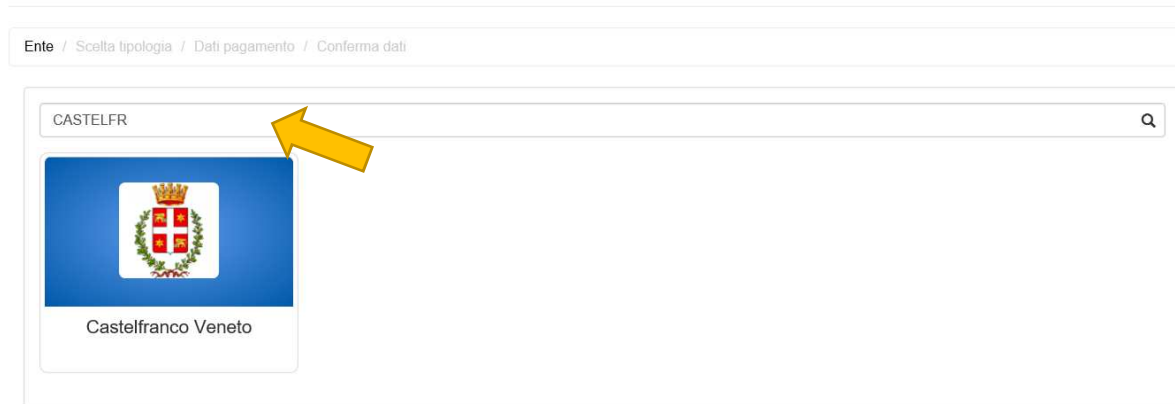 Ente / Scelta tipologia / Dati pagamento / Conferma dati
CASTELFR
Castelfranco Veneto